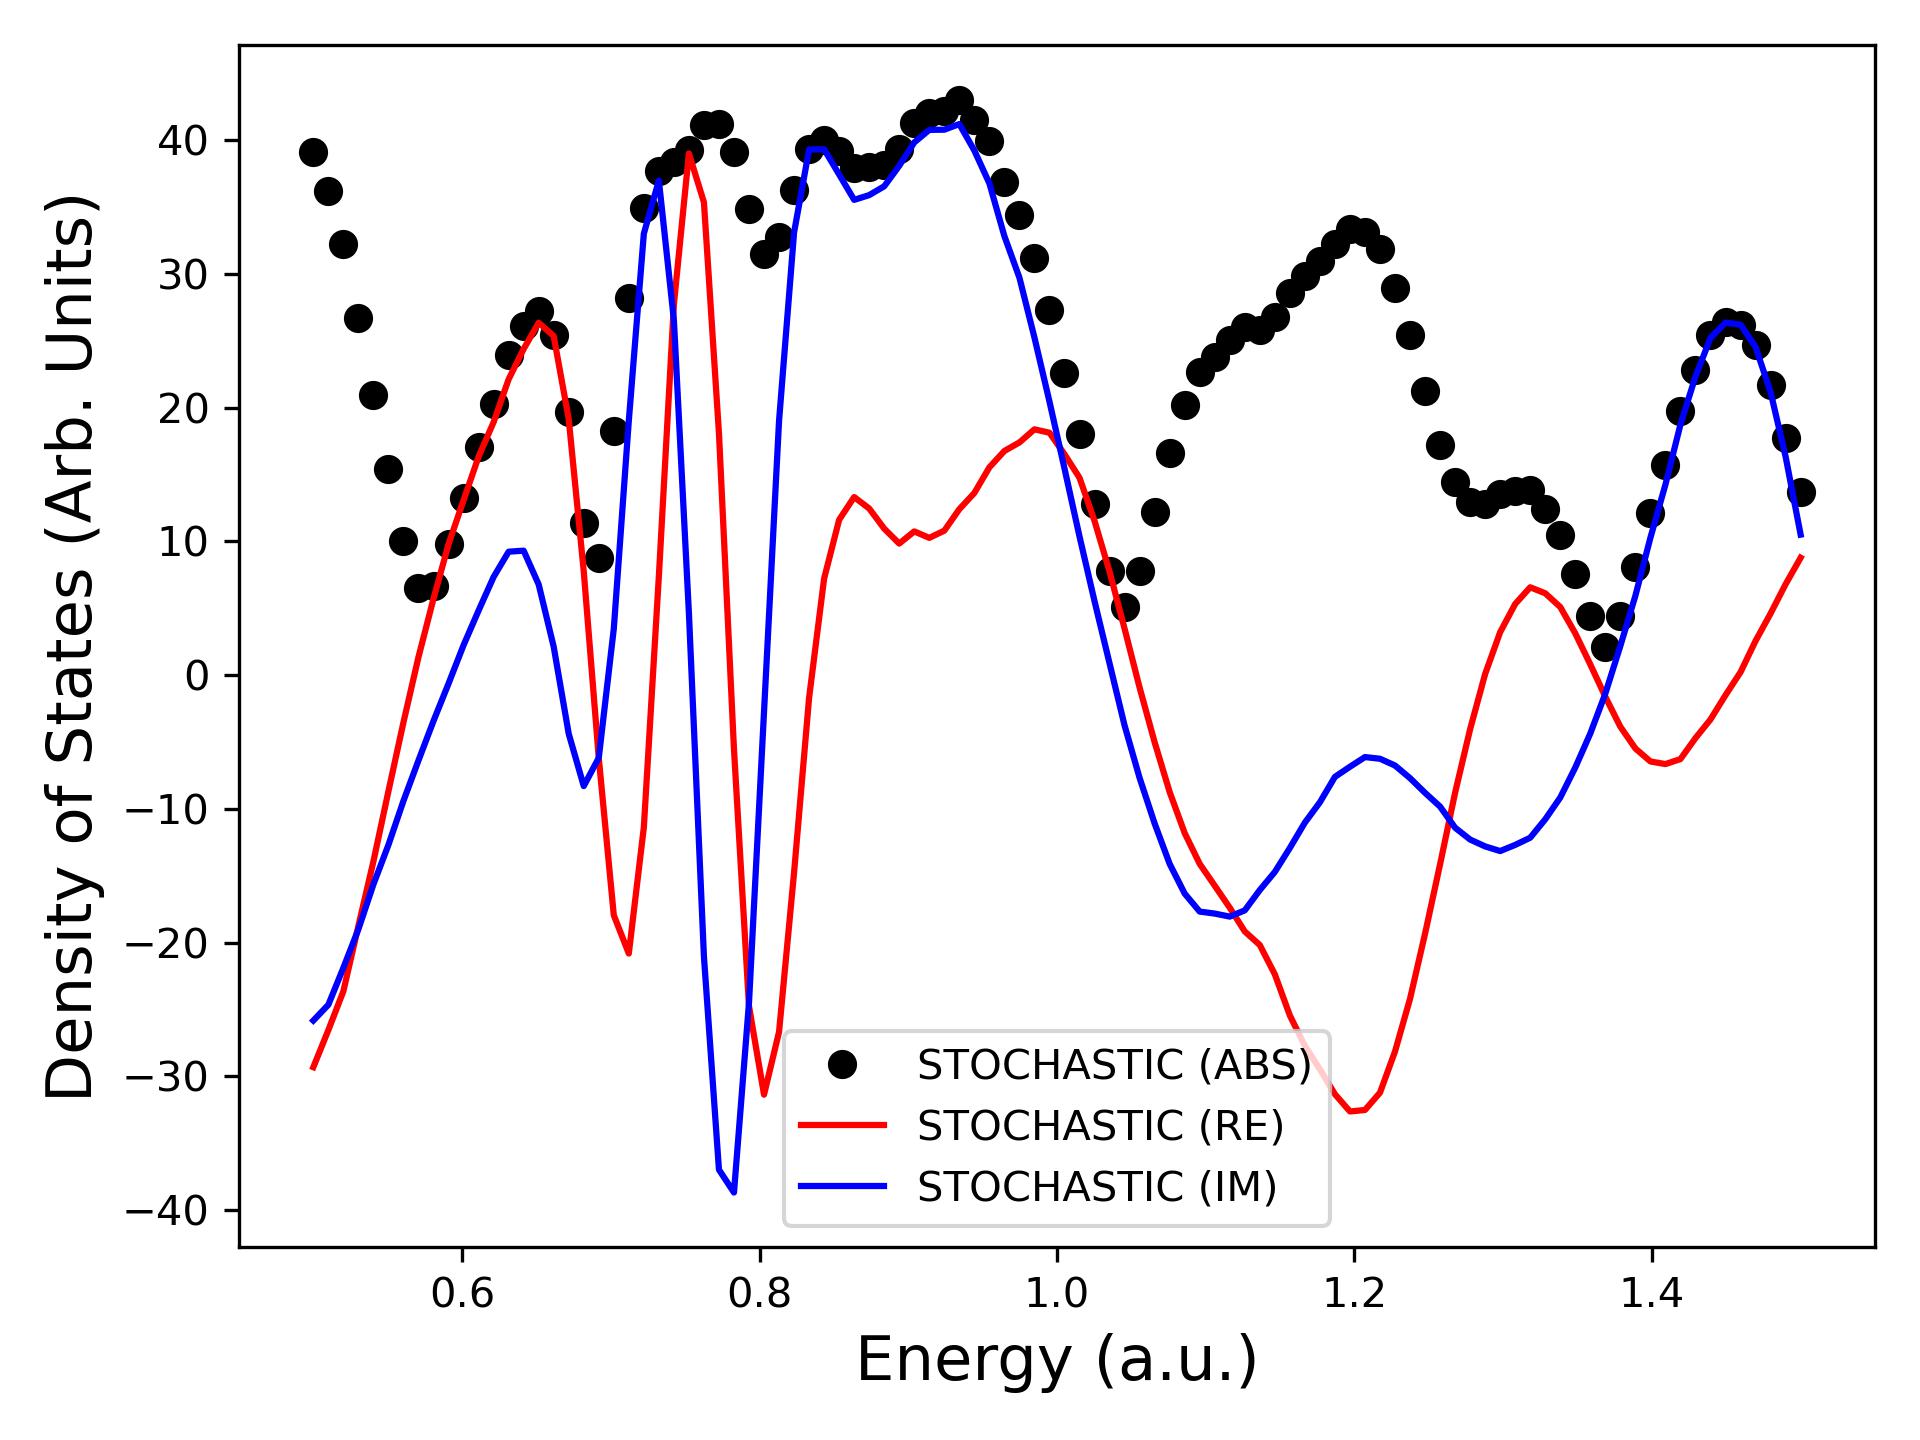 Density of States (Arb. Units)
40
30
20
10
0
−10
−20
−30
−40
STOCHASTIC (ABS)
STOCHASTIC (RE)
STOCHASTIC (IM)
0.6 0.8 1.0 1.2 1.4
Energy (a.u.)